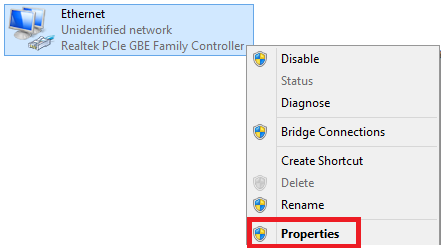 Ethernet
Unidentified network
Realtek PCIe GBE Family Controller
Disable
Status
Diagnose
Bridge Connections
Create Shortcut
Delete
Rename
Properties